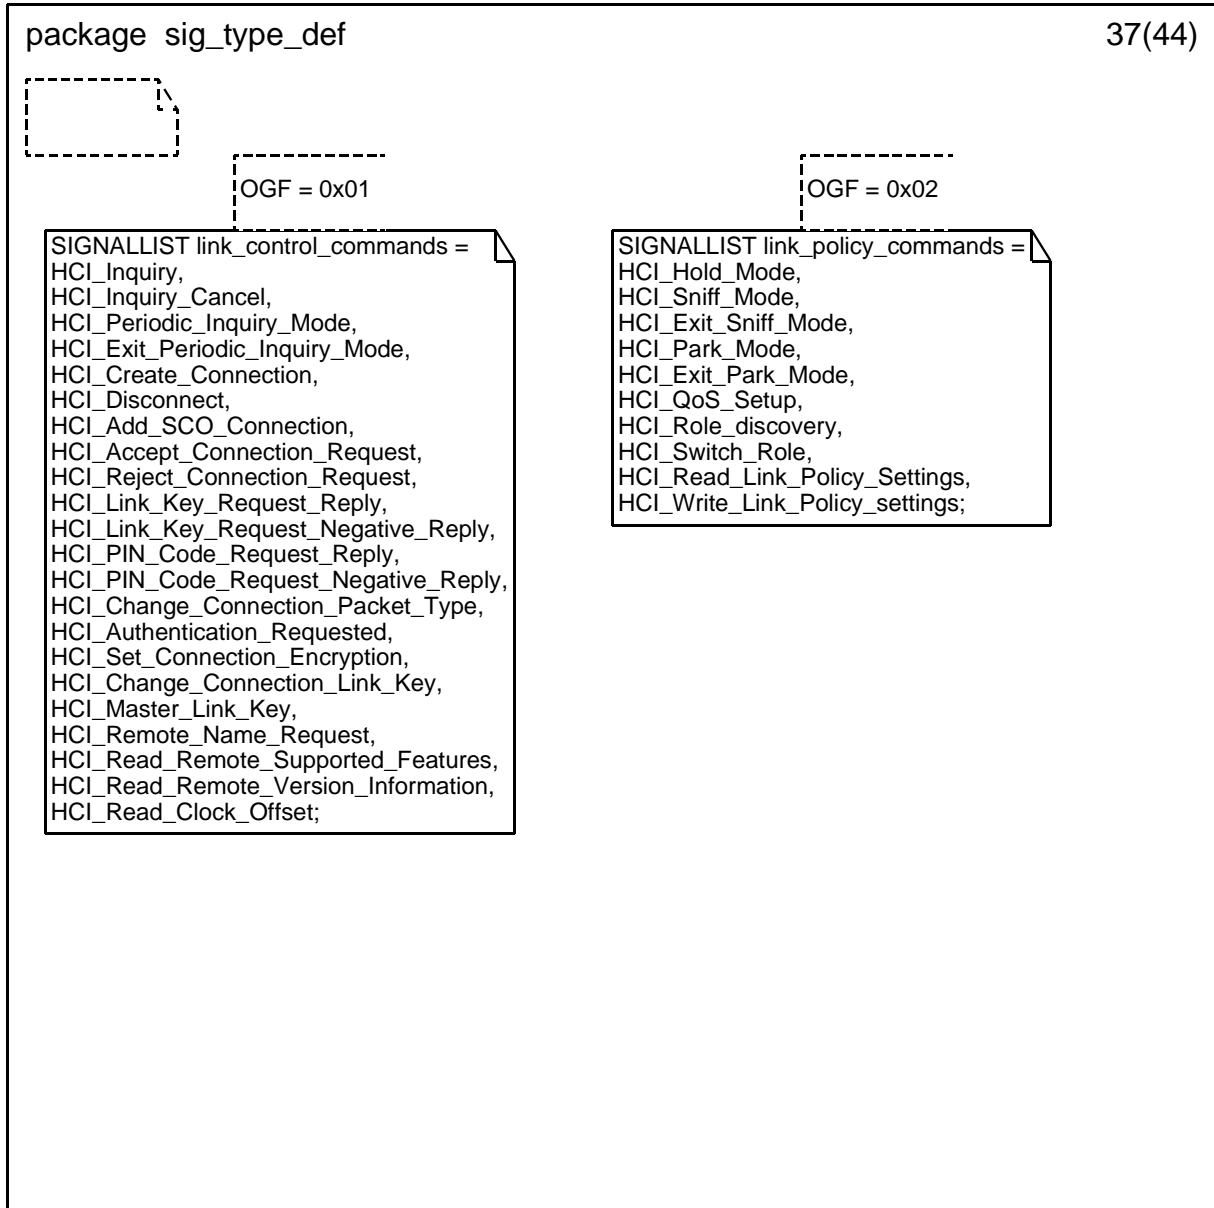 package sig_type_def
37(44)
OGF = 0x01
SIGNALLIST link_control_commands =
HCI_Inquiry,
HCI_Inquiry_Cancel,
HCI_Periodic_Inquiry_Mode,
HCI_Exit_Periodic_Inquiry_Mode,
HCI_Create_Connection,
HCI_Disconnect,
HCI_Add_SCO_Connection,
HCI_Accept_Connection_Request,
HCI_Reject_Connection_Request,
HCI_Link_Key_Request_Reply,
HCI_Link_Key_Request_Negative_Reply,
HCI_PIN_Code_Request_Reply,
HCI_PIN_Code_Request_Negative_Reply,
HCI_Change_Connection_Packet_Type,
HCI_Authentication_Requested,
HCI_Set_Connection_Encryption,
HCI_Change_Connection_Link_Key,
HCI_Master_Link_Key,
HCI_Remote_Name_Request,
HCI_Read_Remote_Supported_Features,
HCI_Read_Remote_Version_Information,
HCI_Read_Clock_Offset;
OGF = 0x02
SIGNALLIST link_policy_commands =
HCI_Hold_Mode,
HCI_Sniff_Mode,
HCI_Exit_Sniff_Mode,
HCI_Park_Mode,
HCI_Exit_Park_Mode,
HCI_QoS_Setup,
HCI_Role_discovery,
HCI_Switch_Role,
HCI_Read_Link_Policy_Settings,
HCI_Write_Link_Policy_settings;